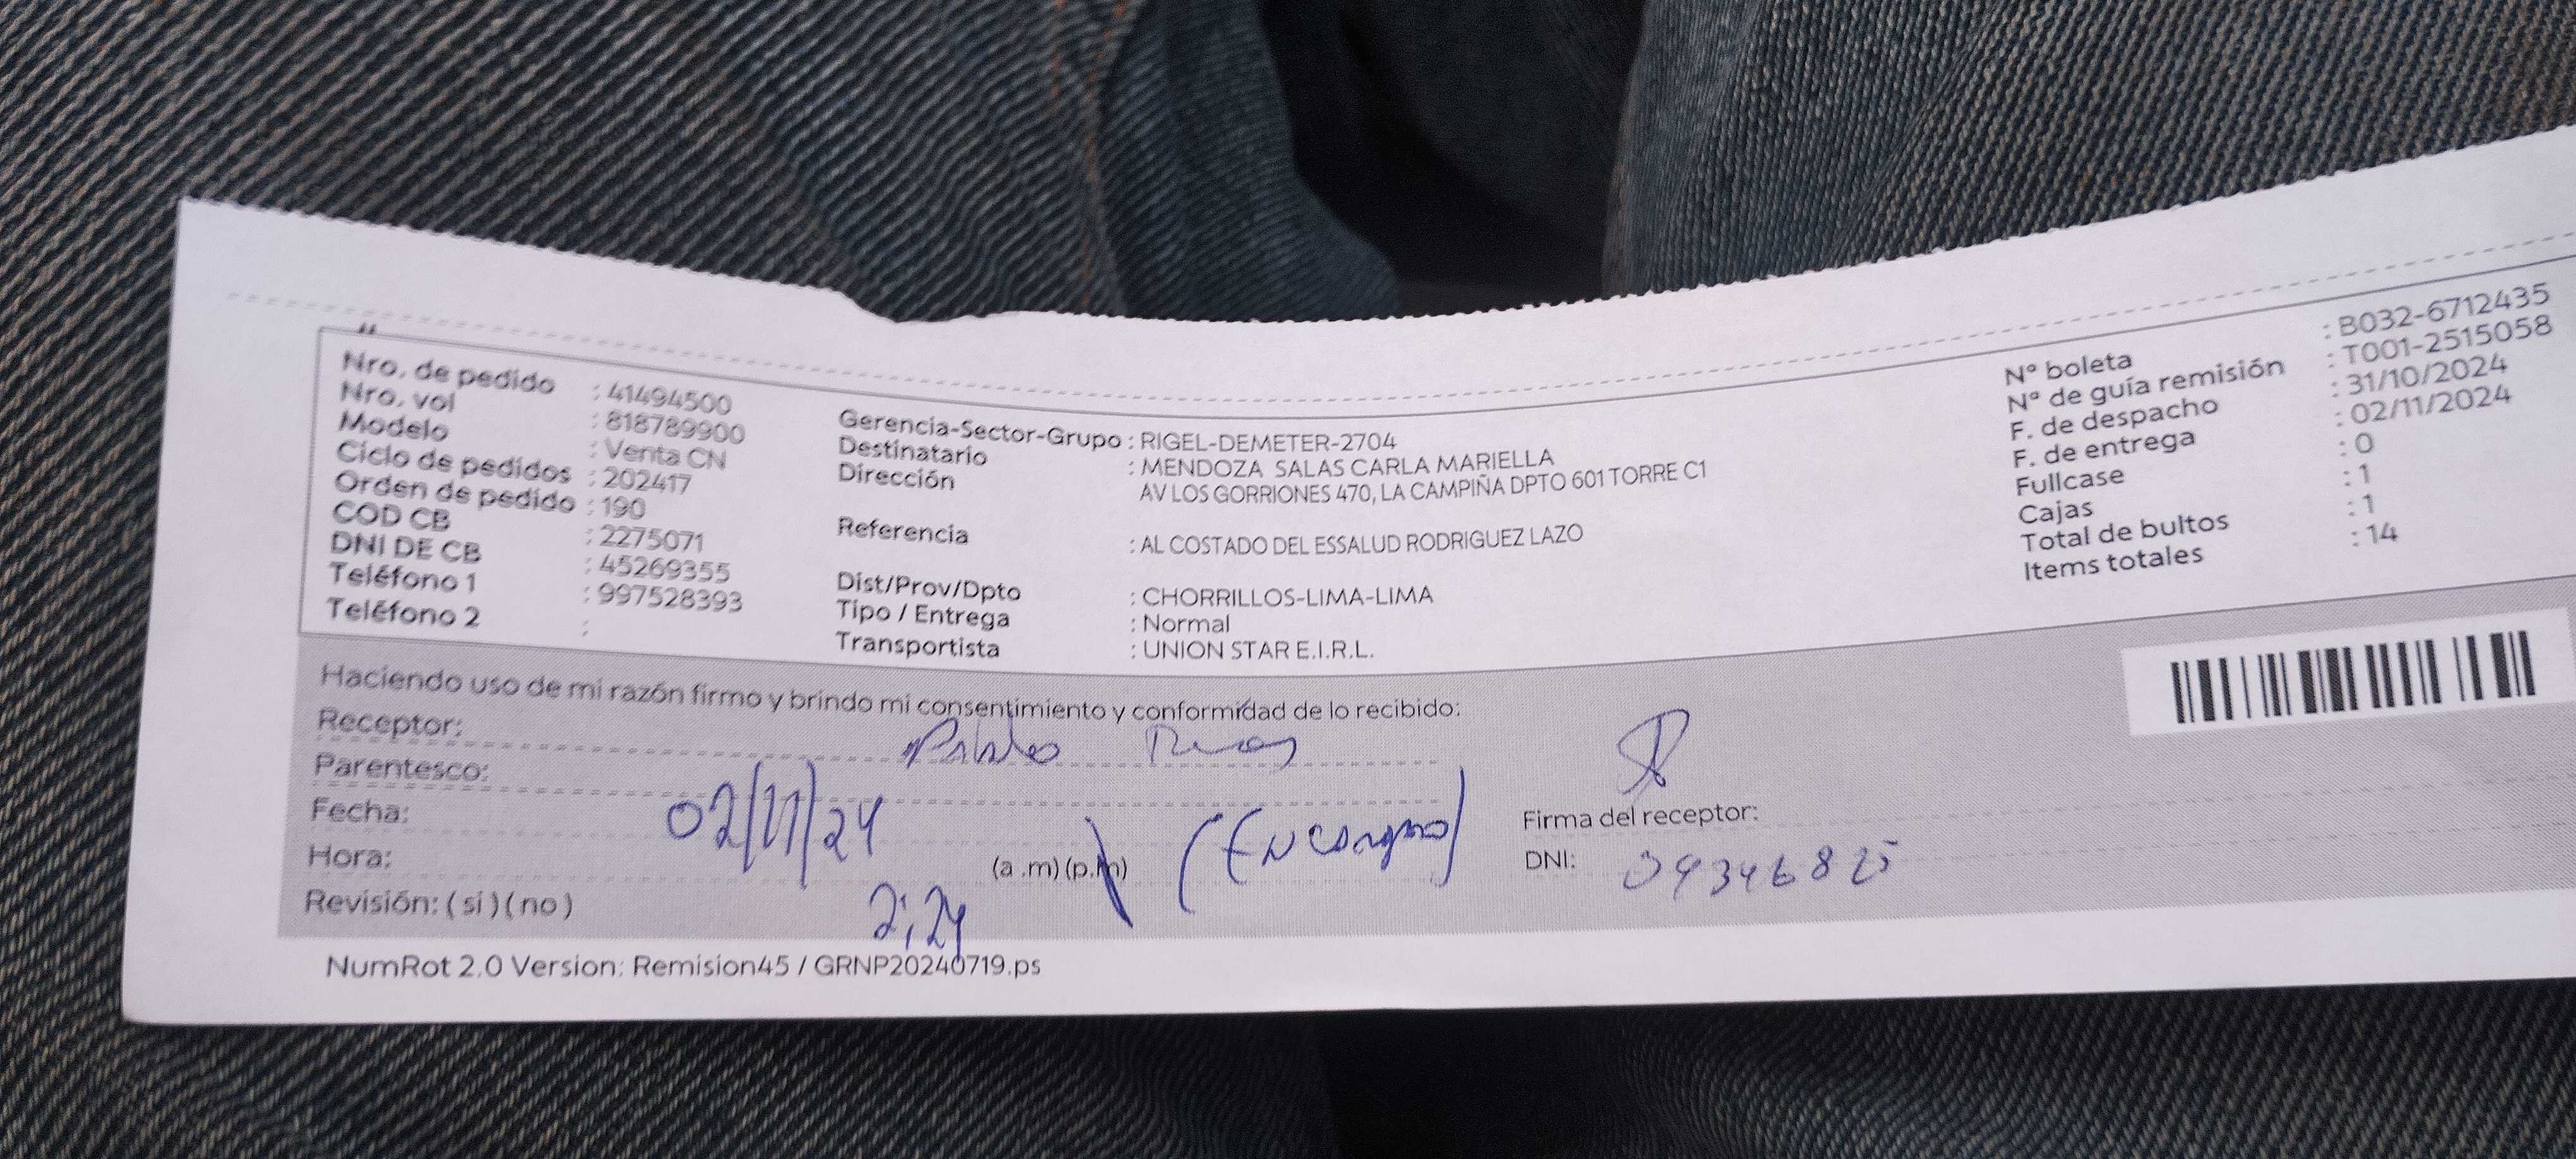 Nro. de pedido : 41494500
Nro. vol : 818789900
Modelo : Venta CN
Ciclo de pedidos : 202417
Orden de pedido : 190
COD CB : 2275071
DNI DE CB : 45269355
Teléfono 1 : 997528393
Teléfono 2 :
Gerencia-Sector-Grupo : RIGEL-DEMETER-2704
Destinatario : MENDOZA SALAS CARLA MARIELLA
Dirección AV LOS GORRIONES 470, LA CAMPIÑA DPTO 601 TORRE C1
Referencia : AL COSTADO DEL ESSALUD RODRIGUEZ LAZO
Dist/Prov/Dpto : CHORRILLOS-LIMA-LIMA
Tipo / Entrega : Normal
Transportista : UNION STAR E.I.R.L.
N° boleta : B032-6712435
N° de guía remisión : T001-2515058
F. de despacho : 31/10/2024
F. de entrega : 02/11/2024
Fullcase : 0
Cajas : 1
Total de bultos : 1
Items totales : 14
Haciendo uso de mi razón firmo y brindo mi consentimiento y conformidad de lo recibido:
Receptor: Pablo
Parentesco:
Fecha: 02/11/24
Hora: 2:24 (a .m) (p.m)
Revisión: ( si ) ( no )
Firma del receptor:
DNI: 09346825
NumRot 2.0 Version: Remision45 / GRNP20240719.ps